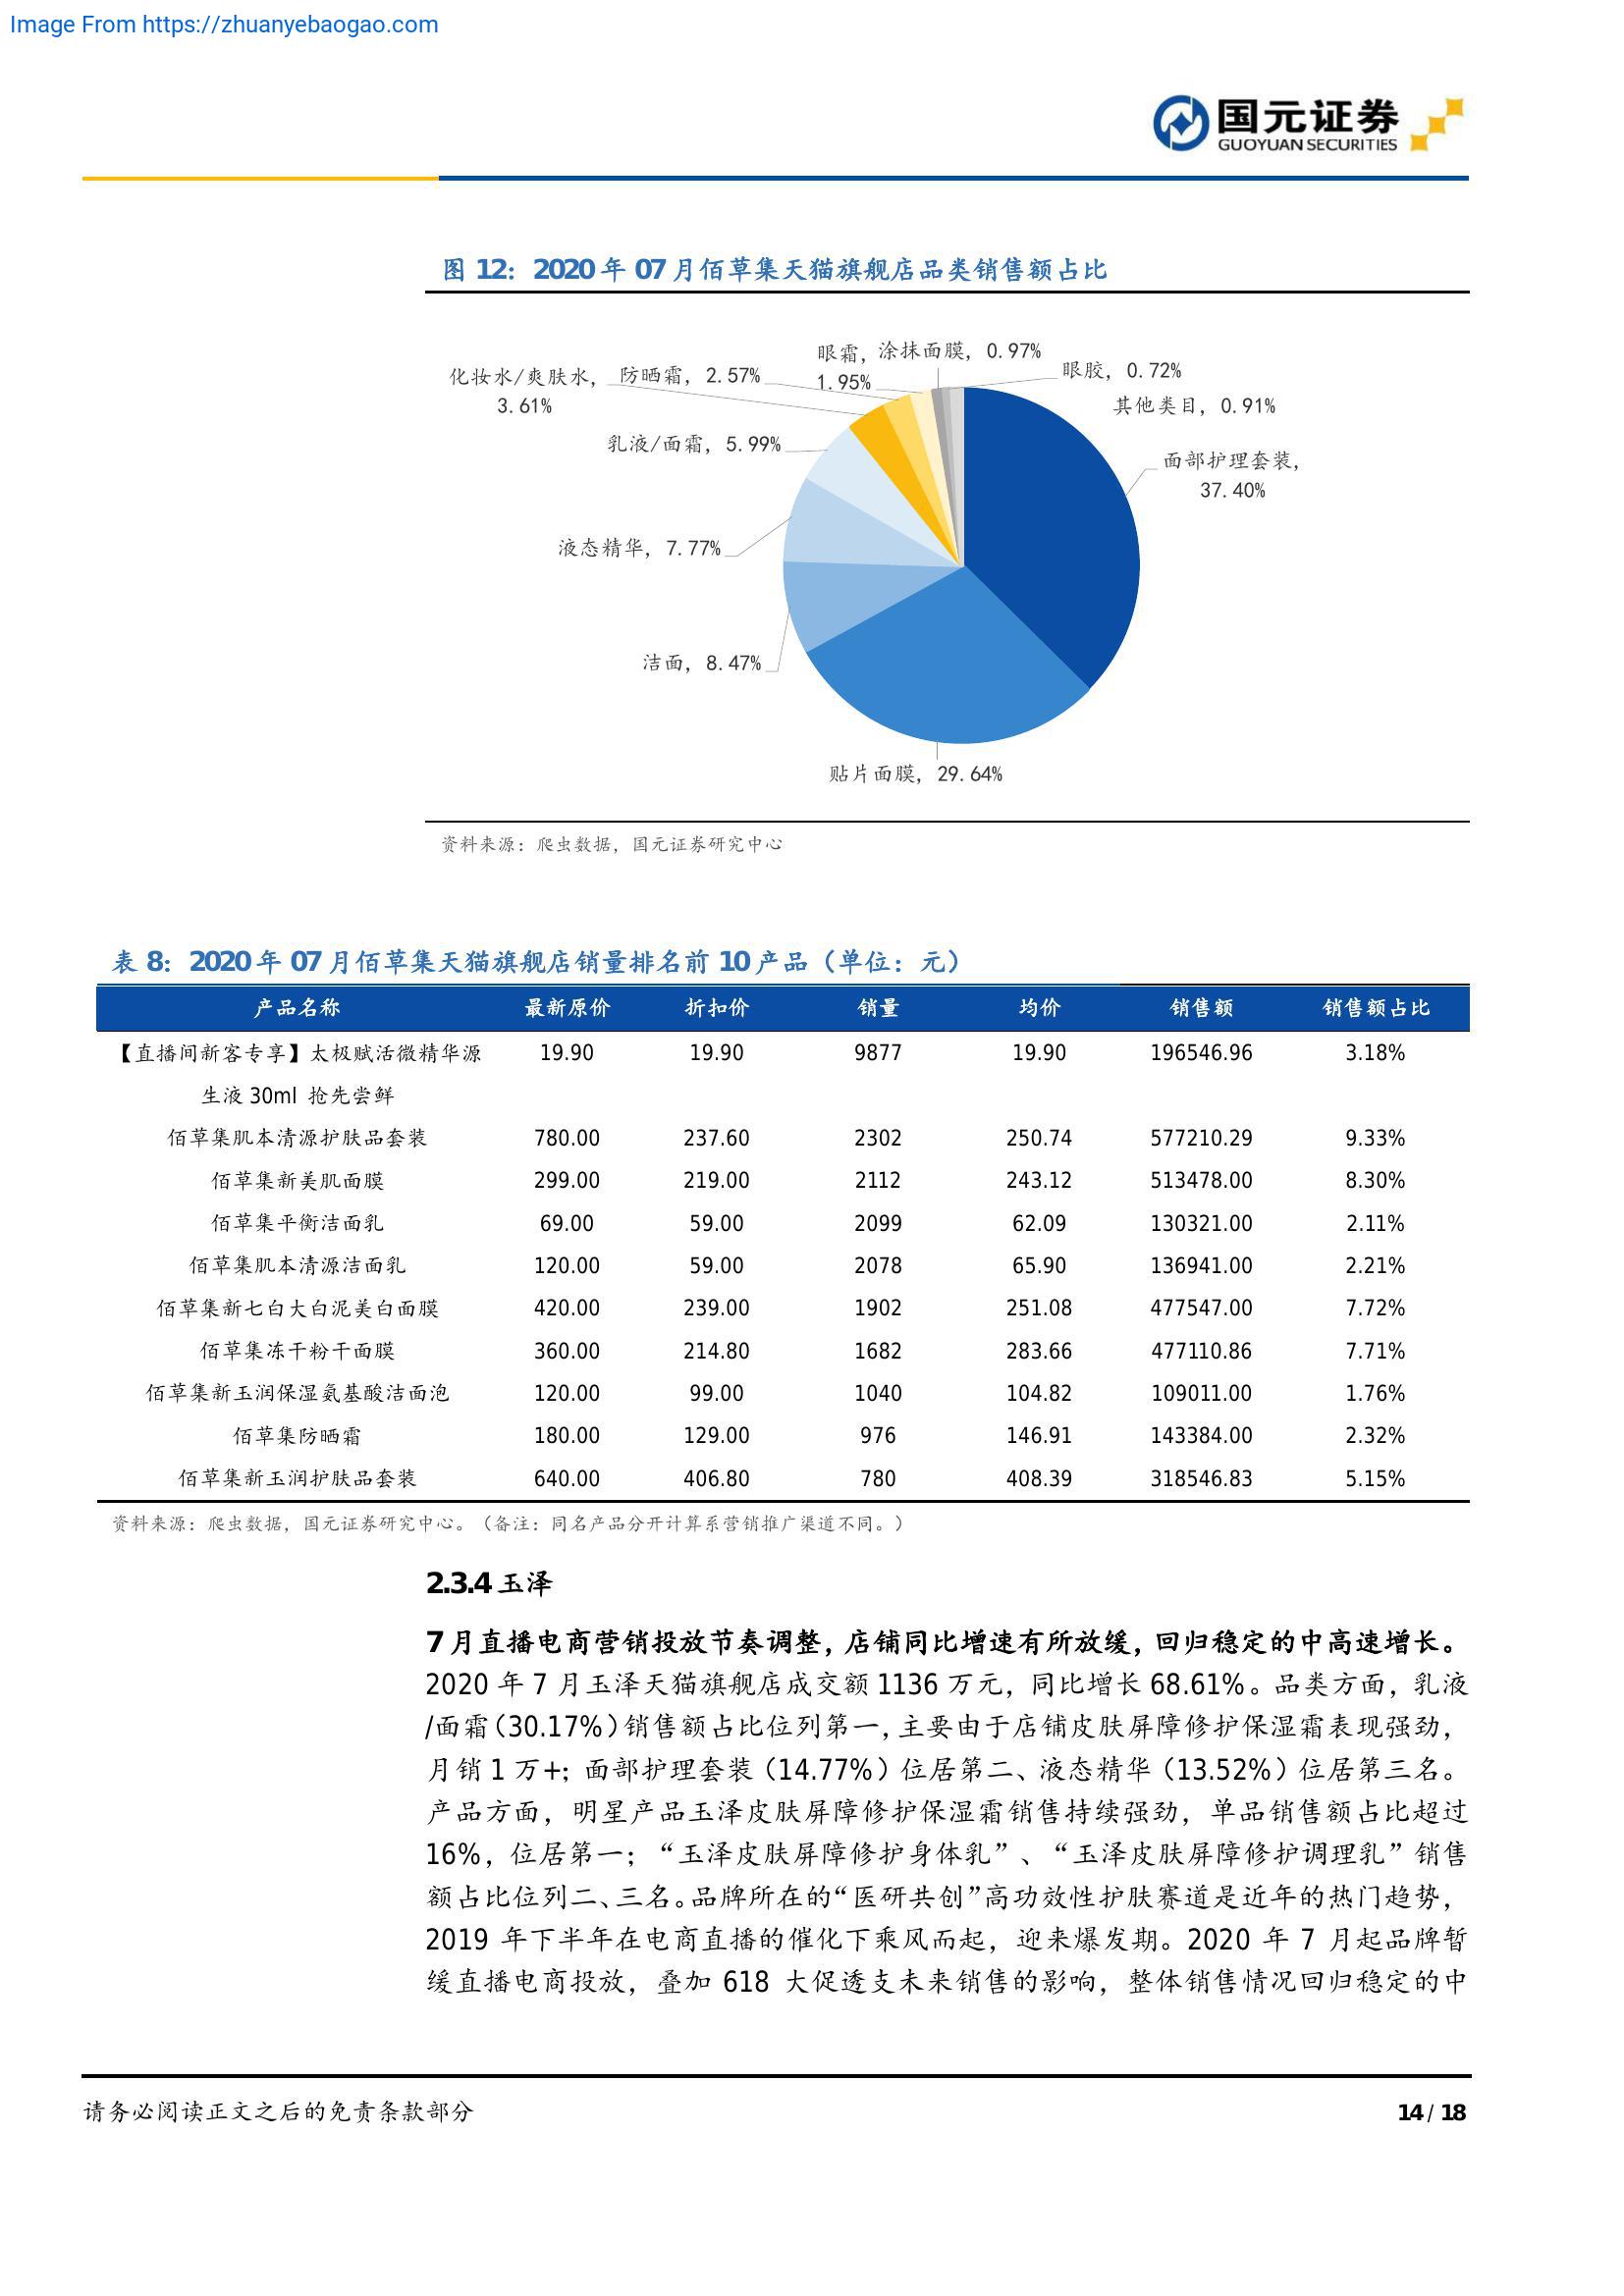 Image From https://zhuanyebaogao.com
国元证券
GUOYUAN SECURITIES
图 12：2020 年 07 月佰草集天猫旗舰店品类销售额占比
眼霜，
1.95%
涂抹面膜，0.97%
眼胶，0.72%
其他类目，0.91%
化妆水/爽肤水，
3.61%
防晒霜，2.57%
面部护理套装，
37.40%
乳液/面霜，5.99%
液态精华，7.77%
洁面，8.47%
贴片面膜，29.64%
资料来源：爬虫数据，国元证券研究中心
表 8：2020 年 07 月佰草集天猫旗舰店销量排名前 10 产品（单位：元）
产品名称 最新原价 折扣价 销量 均价 销售额 销售额占比
【直播间新客专享】太极赋活微精华源 19.90 19.90 9877 19.90 196546.96 3.18%
生液 30ml 抢先尝鲜
佰草集肌本清源护肤品套装 780.00 237.60 2302 250.74 577210.29 9.33%
佰草集新美肌面膜 299.00 219.00 2112 243.12 513478.00 8.30%
佰草集平衡洁面乳 69.00 59.00 2099 62.09 130321.00 2.11%
佰草集肌本清源洁面乳 120.00 59.00 2078 65.90 136941.00 2.21%
佰草集新七白大白泥美白面膜 420.00 239.00 1902 251.08 477547.00 7.72%
佰草集冻干粉干面膜 360.00 214.80 1682 283.66 477110.86 7.71%
佰草集新玉润保湿氨基酸洁面泡 120.00 99.00 1040 104.82 109011.00 1.76%
佰草集防晒霜 180.00 129.00 976 146.91 143384.00 2.32%
佰草集新玉润护肤品套装 640.00 406.80 780 408.39 318546.83 5.15%
资料来源：爬虫数据，国元证券研究中心。（备注：同名产品分开计算系营销推广渠道不同。）
2.3.4 玉泽
7 月直播电商营销投放节奏调整，店铺同比增速有所放缓，回归稳定的中高速增长。
2020 年 7 月玉泽天猫旗舰店成交额 1136 万元，同比增长 68.61%。品类方面，乳液
/面霜（30.17%）销售额占比位列第一，主要由于店铺皮肤屏障修护保湿霜表现强劲，
月销 1 万+；面部护理套装（14.77%）位居第二、液态精华（13.52%）位居第三名。
产品方面，明星产品玉泽皮肤屏障修护保湿霜销售持续强劲，单品销售额占比超过
16%，位居第一；“玉泽皮肤屏障修护身体乳”、“玉泽皮肤屏障修护调理乳”销售
额占比位列二、三名。品牌所在的“医研共创”高功效性护肤赛道是近年的热门趋势，
2019 年下半年在电商直播的催化下乘风而起，迎来爆发期。2020 年 7 月起品牌暂
缓直播电商投放，叠加 618 大促透支未来销售的影响，整体销售情况回归稳定的中
请务必阅读正文之后的免责条款部分
14 / 18